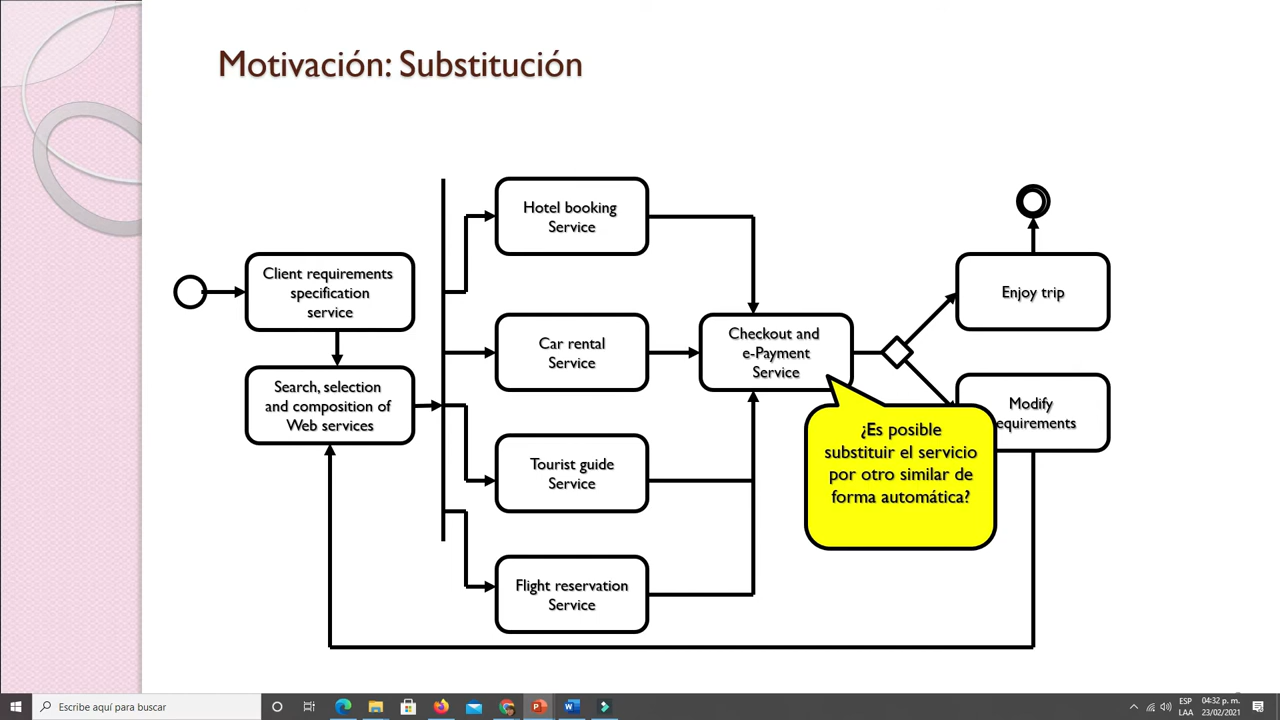 Motivación: Substitución
Hotel booking
Service
Client requirements
specification
service
Enjoy trip
Car rental
Service
Checkout and
e-Payment
Service
Search, selection
and composition of
Web services
Modify
equirements
¿Es posible
substituir el servicio
por otro similar de
forma automática?
Tourist guide
Service
Flight reservation
Service
Escribe aquí para buscar
ESP
LAA
04:32 p. m.
23/02/2021